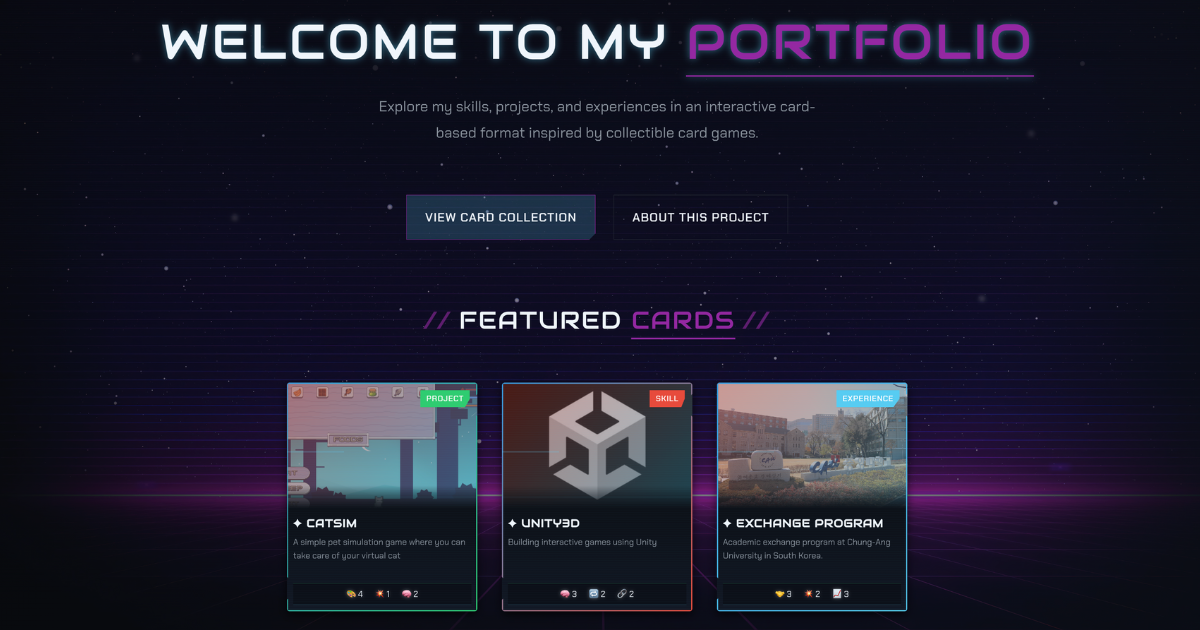 WELCOME TO MY PORTFOLIO
Explore my skills, projects, and experiences in an interactive card-
based format inspired by collectible card games.
VIEW CARD COLLECTION
ABOUT THIS PROJECT
// FEATURED CARDS //
PROJECT
FOODS
✦ CATSIM
A simple pet simulation game where you can
take care of your virtual cat
4 1 2
SKILL
✦ UNITY3D
Building interactive games using Unity
3 2 2
EXPERIENCE
✦ EXCHANGE PROGRAM
Academic exchange program at Chung-Ang
University in South Korea.
3 2 3